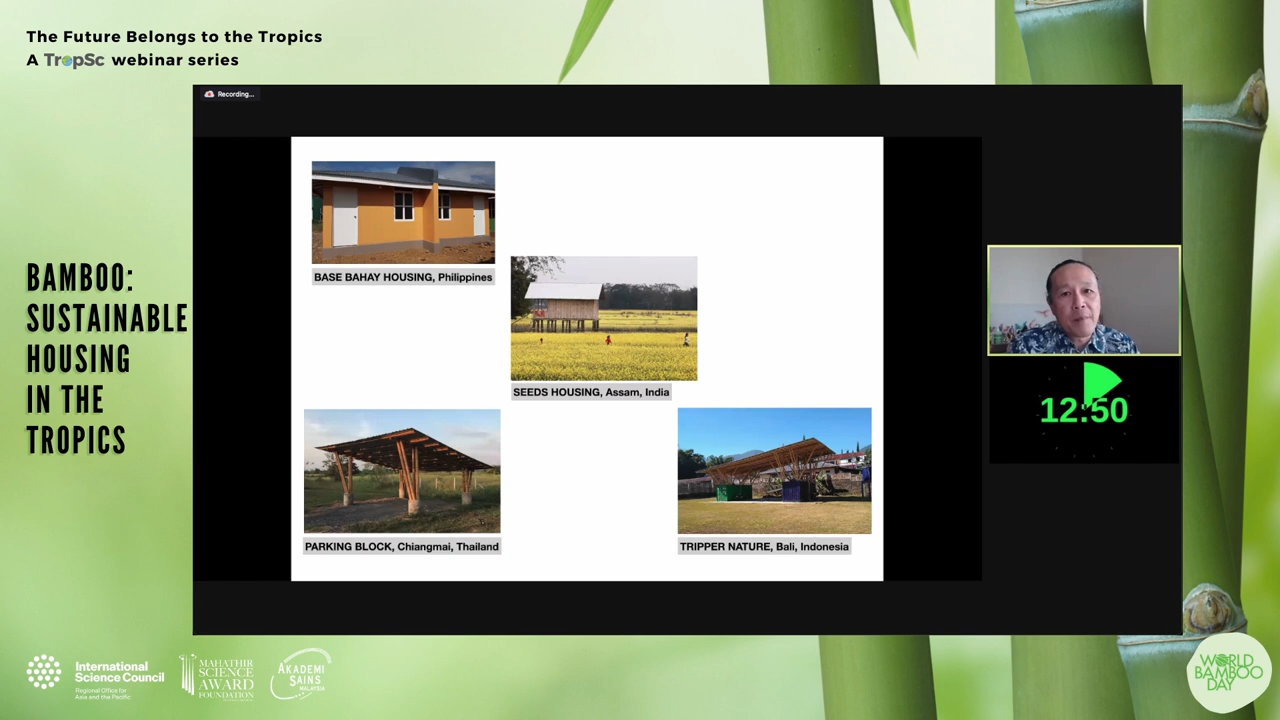 The Future Belongs to the Tropics
A TropSc webinar series
Recording...
BAMBOO:
SUSTAINABLE
HOUSING
IN THE
TROPICS
BASE BAHAY HOUSING, Philippines
SEEDS HOUSING, Assam, India
PARKING BLOCK, Chiangmai, Thailand
TRIPPER NATURE, Bali, Indonesia
12:50
International
Science Council
Regional Office for
Asia and the Pacific
MAHATHIR
SCIENCE
AWARD
FOUNDATION
AKADEMI
SAINS
MALAYSIA
WORLD
BAMBOO
DAY